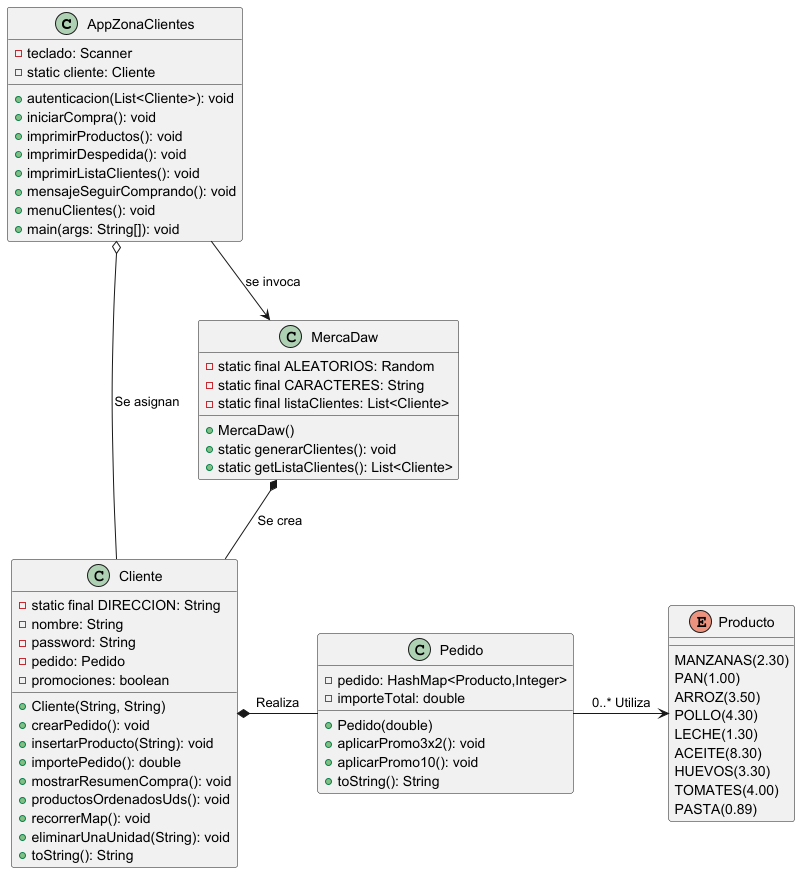 C AppZonaClientes
teclado: Scanner
static cliente: Cliente
autenticacion(List<Cliente>): void
iniciarCompra(): void
imprimirProductos(): void
imprimirDespedida(): void
imprimirListaClientes(): void
mensajeSeguirComprando(): void
menuClientes(): void
main(args: String[]): void
se invoca
C MercaDaw
static final ALEATORIOS: Random
static final CARACTERES: String
static final listaClientes: List<Cliente>
MercaDaw()
static generarClientes(): void
static getListaClientes(): List<Cliente>
Se asignan
Se crea
C Cliente
static final DIRECCION: String
nombre: String
password: String
pedido: Pedido
promociones: boolean
Cliente(String, String)
crearPedido(): void
insertarProducto(String): void
importePedido(): double
mostrarResumenCompra(): void
productosOrdenadosUds(): void
recorrerMap(): void
eliminarUnaUnidad(String): void
toString(): String
Realiza
C Pedido
pedido: HashMap<Producto,Integer>
importeTotal: double
Pedido(double)
aplicarPromo3x2(): void
aplicarPromo10(): void
toString(): String
0..* Utiliza
E Producto
MANZANAS(2.30)
PAN(1.00)
ARROZ(3.50)
POLLO(4.30)
LECHE(1.30)
ACEITE(8.30)
HUEVOS(3.30)
TOMATES(4.00)
PASTA(0.89)